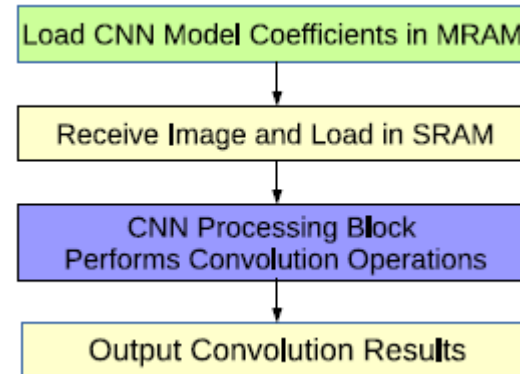 Load CNN Model Coefficients in MRAM
Receive Image and Load in SRAM
CNN Processing Block
Performs Convolution Operations
Output Convolution Results